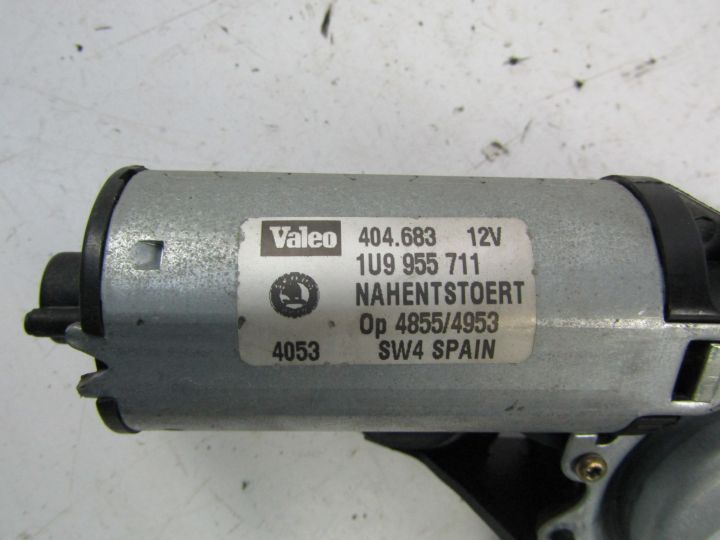 Valeo 404.683 12V
1U9 955 711
NAHENTSTOERT
Op 4855/4953
4053 SW4 SPAIN